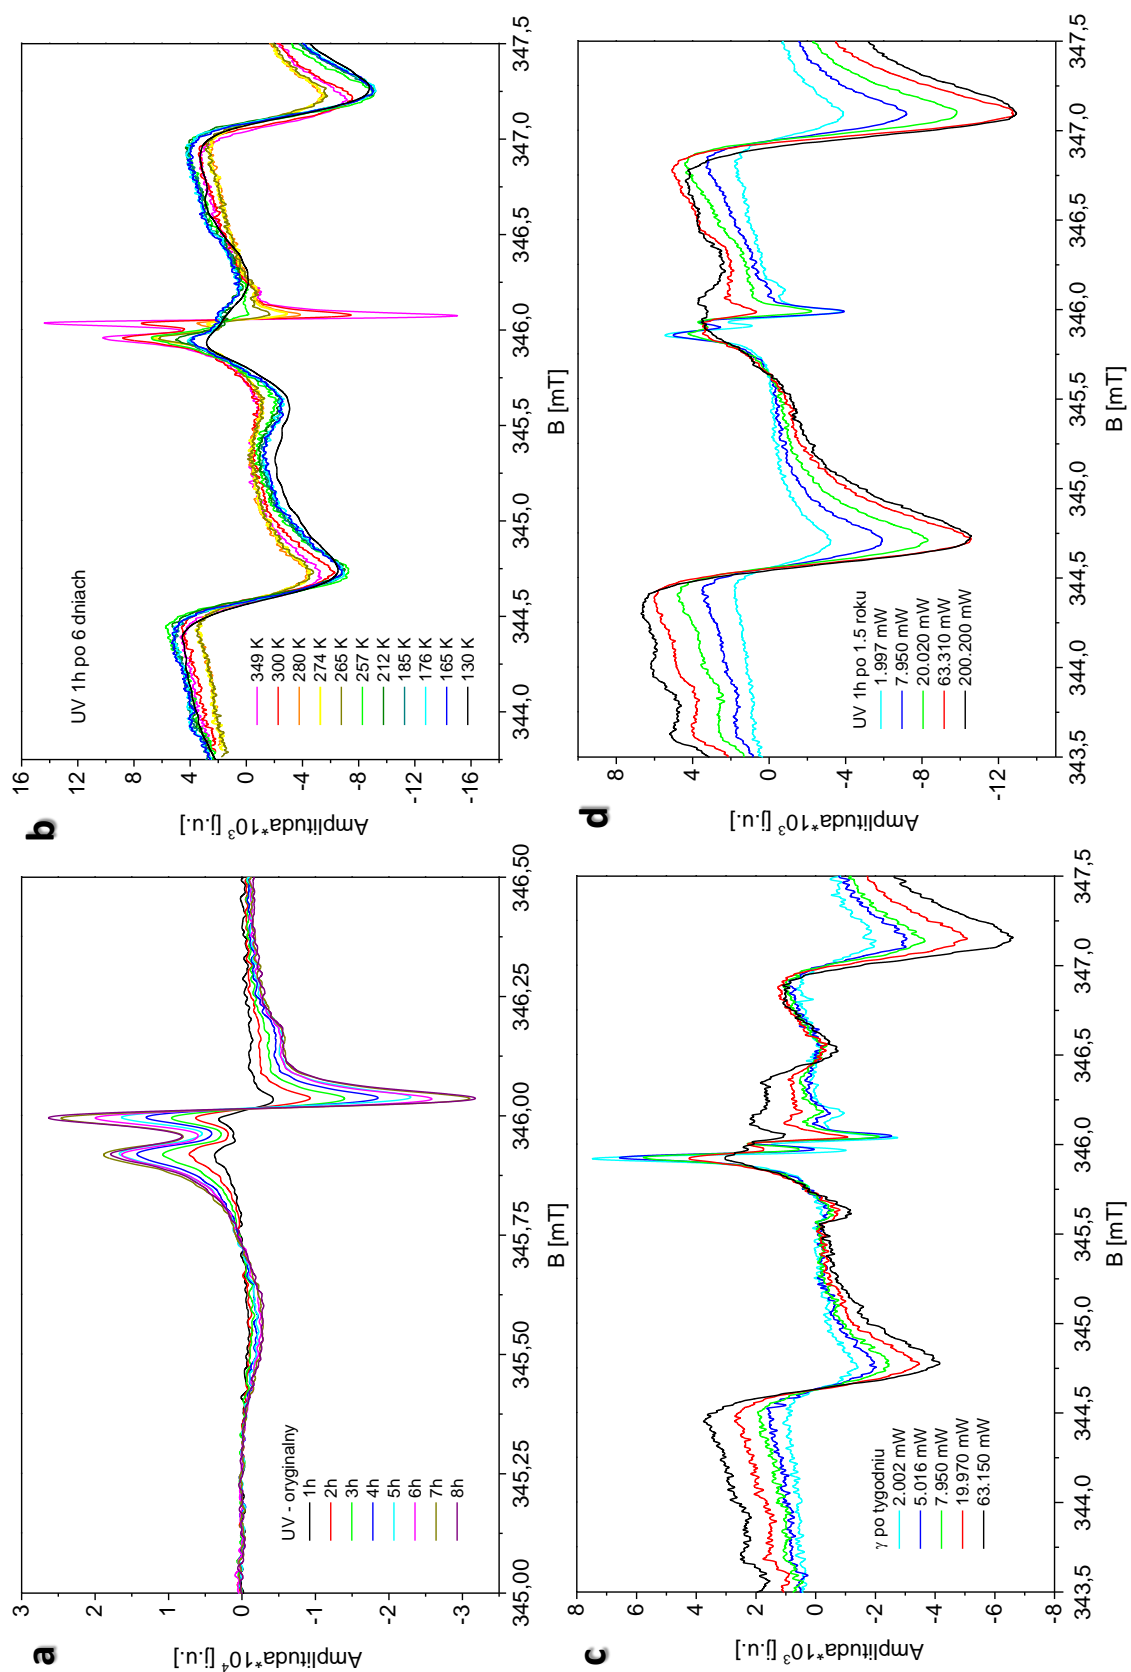 a
Amplituda*10⁴ [j.u.]
3
2
1
0
-1
-2
-3
UV - oryginalny
1h
2h
3h
4h
5h
6h
7h
8h
345,00
345,25
345,50
345,75
346,00
346,25
346,50
B [mT]
b
Amplituda*10³ [j.u.]
16
12
8
4
0
-4
-8
-12
-16
UV 1h po 6 dniach
349 K
300 K
280 K
274 K
265 K
257 K
212 K
185 K
176 K
165 K
130 K
344,0
344,5
345,0
345,5
346,0
346,5
347,0
347,5
B [mT]
c
Amplituda*10³ [j.u.]
8
6
4
2
0
-2
-4
-6
-8
γ po tygodniu
2.002 mW
5.016 mW
7.950 mW
19.970 mW
63.150 mW
343,5
344,0
344,5
345,0
345,5
346,0
346,5
347,0
347,5
B [mT]
d
Amplituda*10³ [j.u.]
8
4
0
-4
-8
-12
UV 1h po 1.5 roku
1.997 mW
7.950 mW
20.020 mW
63.310 mW
200.200 mW
343,5
344,0
344,5
345,0
345,5
346,0
346,5
347,0
347,5
B [mT]